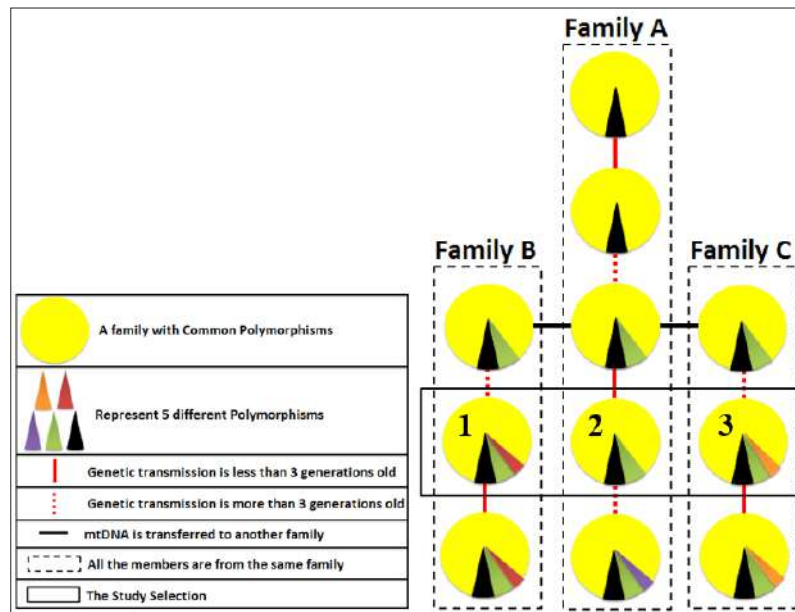 Family A
Family B
Family C
1
2
3
A family with Common Polymorphisms
Represent 5 different Polymorphisms
Genetic transmission is less than 3 generations old
Genetic transmission is more than 3 generations old
mtDNA is transferred to another family
All the members are from the same family
The Study Selection